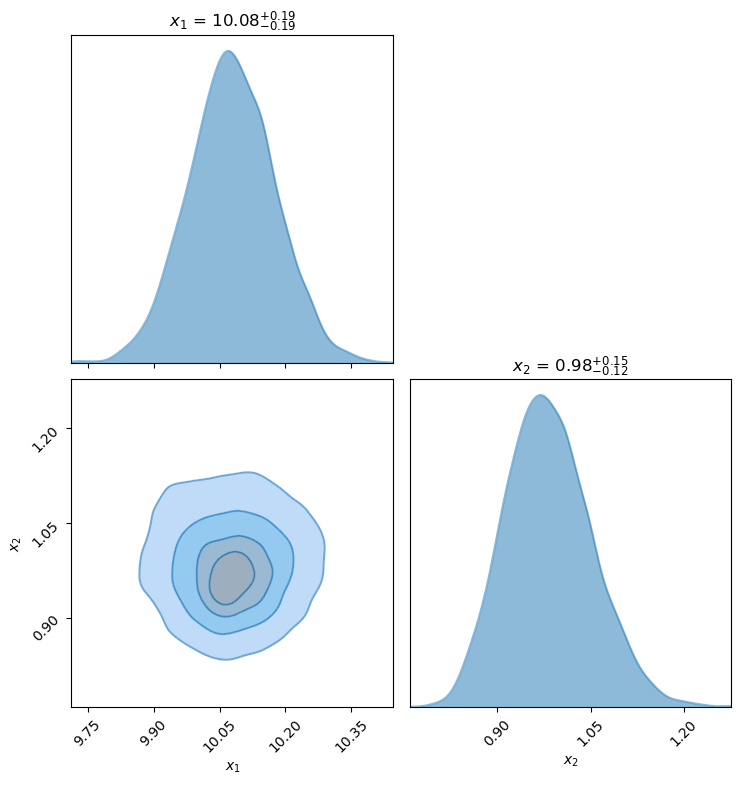 x₁ = 10.08⁺⁰·¹⁹₋₀.₁₉
x₂ = 0.98⁺⁰·¹⁵₋₀.₁₂
1.20
1.05
0.90
x₂
9.75 9.90 10.05 10.20 10.35
x₁
0.90 1.05 1.20
x₂